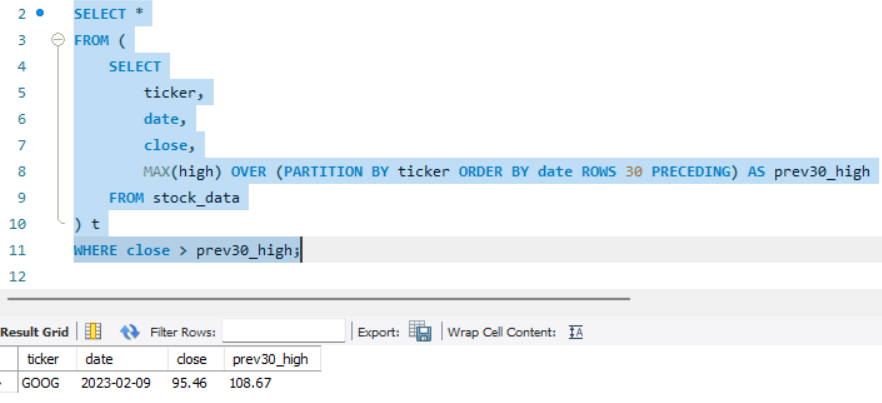 2 SELECT *
3 FROM (
4 SELECT
5 ticker,
6 date,
7 close,
8 MAX(high) OVER (PARTITION BY ticker ORDER BY date ROWS 30 PRECEDING) AS prev30_high
9 FROM stock_data
10 ) t
11 WHERE close > prev30_high;
12
Result Grid Filter Rows: Export: Wrap Cell Content: IA
ticker date close prev30_high
GOOG 2023-02-09 95.46 108.67